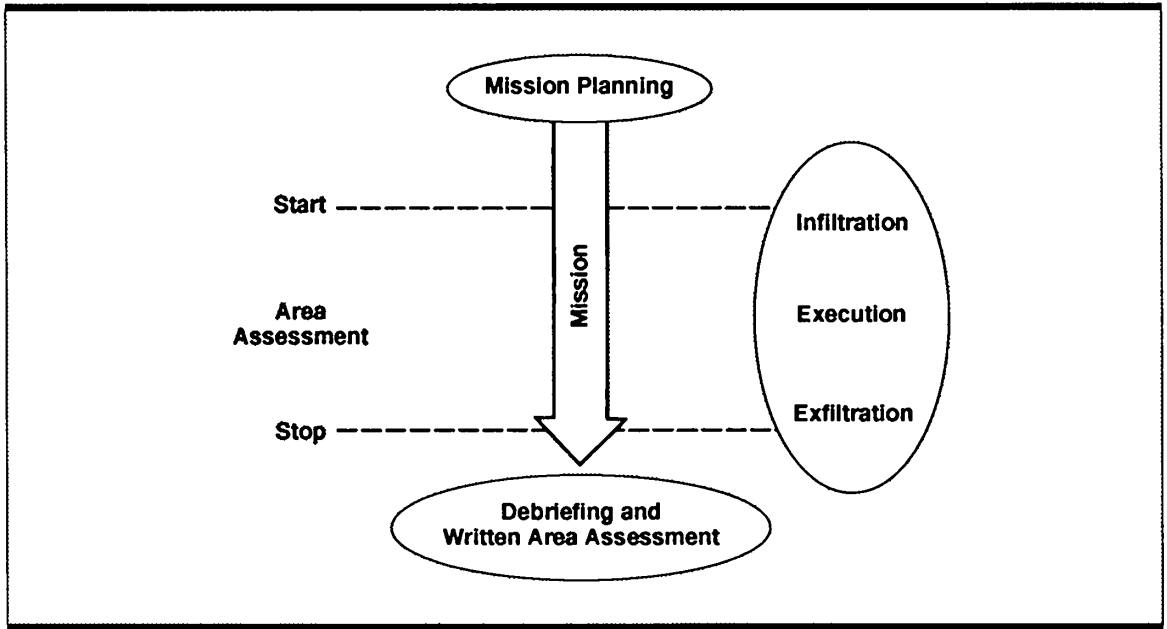 Mission Planning
Start
Infiltration
Mission
Area
Assessment
Execution
Exfiltration
Stop
Debriefing and
Written Area Assessment